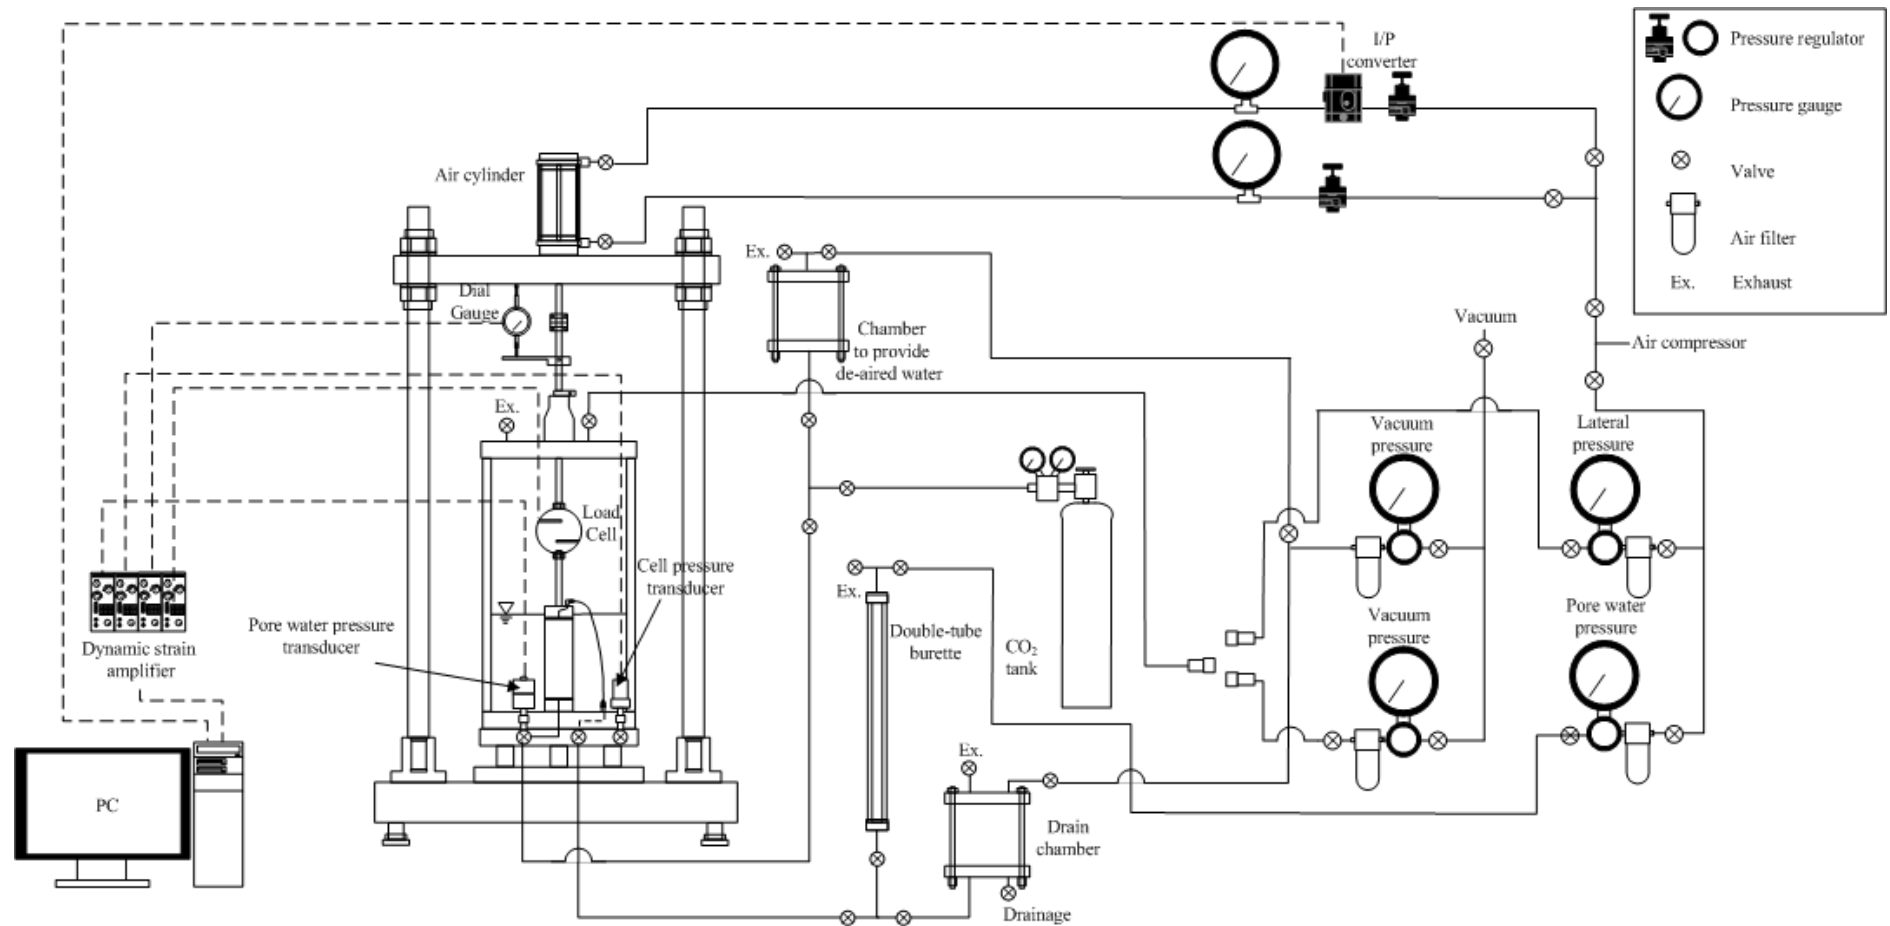 I/P
converter
Pressure regulator
Pressure gauge
Valve
Air filter
Ex. Exhaust
Air cylinder
Dial
Gauge
Ex.
Chamber
to provide
de-aired water
Vacuum
Air compressor
Ex.
Vacuum
pressure
Lateral
pressure
Load
Cell
Cell pressure
transducer
Ex.
Double-tube
burette
CO₂
tank
Vacuum
pressure
Pore water
pressure
Pore water pressure
transducer
Dynamic strain
amplifier
Ex.
PC
Drain
chamber
Drainage